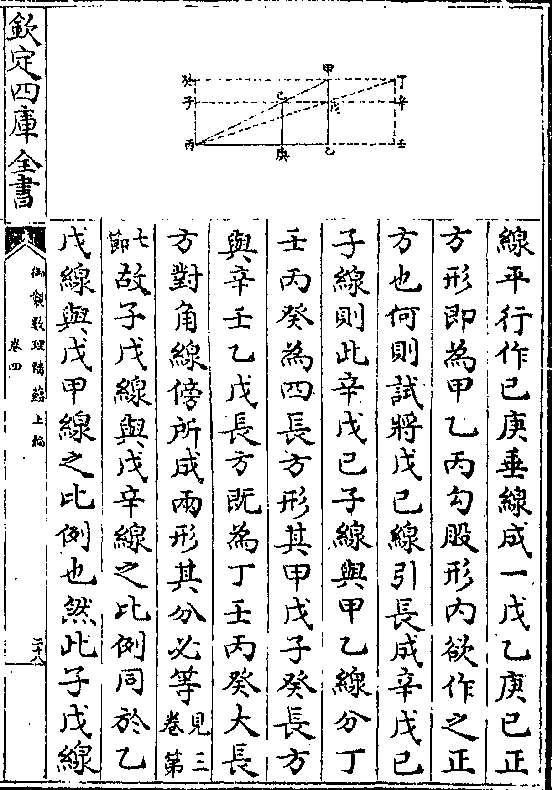 欽定四庫全書
御製數理精蘊上編
卷四
二十八
癸
甲
丁
子
己
戊
辛
丙
庚
乙
壬
線平行作己庚垂線成一戊乙庚己正
方形即為甲乙丙勾股形內欲作之正
方也何則試將戊己線引長成辛戊己
子線則此辛戊己子線與甲乙線分丁
壬丙癸為四長方形其甲戊子癸長方
與辛壬乙戊長方既為丁壬丙癸大長
方對角線傍所成兩形其分必等見三卷第
七節故子戊線與戊辛線之比例同於乙
戊線與戊甲線之比例也然此子戊線